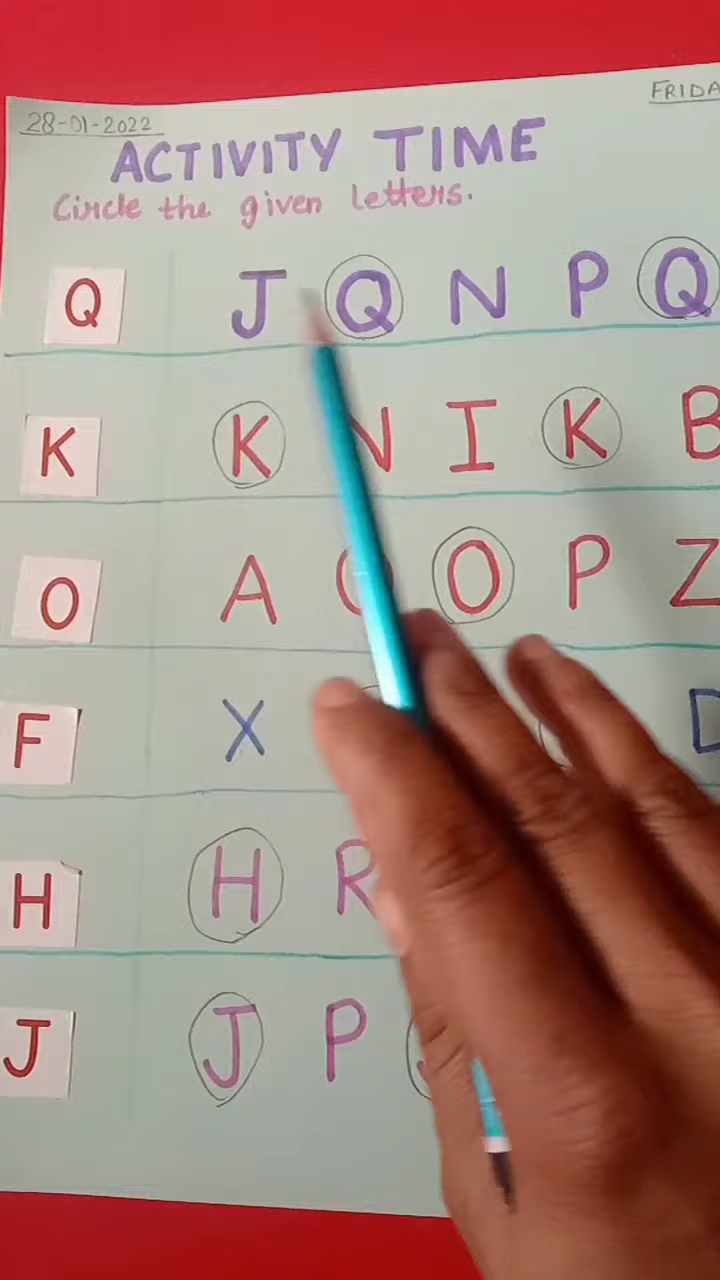 28-01-2022 FRIDA
ACTIVITY TIME
Circle the given letters.
Q J Q N P Q
K K N I K B
O A O P Z
F X D
H H R
J J P